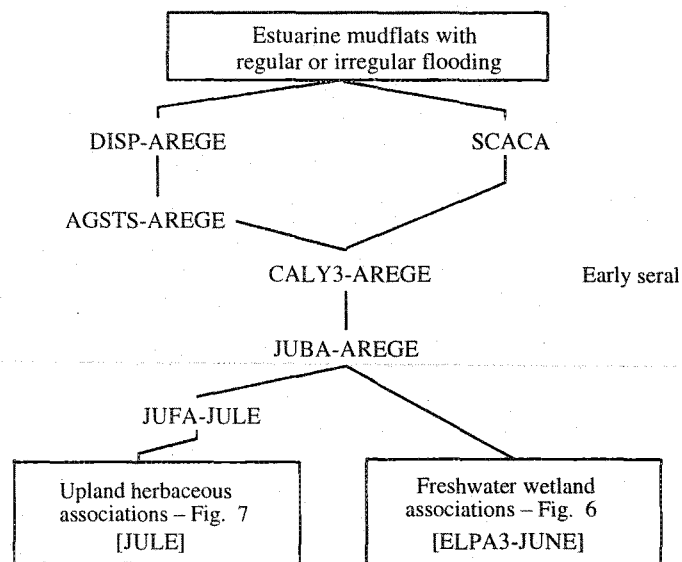 Estuarine mudflats with
regular or irregular flooding
DISP-AREGE
SCACA
AGSTS-AREGE
CALY3-AREGE
Early seral
JUBA-AREGE
JUFA-JULE
Upland herbaceous
associations – Fig. 7
[JULE]
Freshwater wetland
associations – Fig. 6
[ELPA3-JUNE]